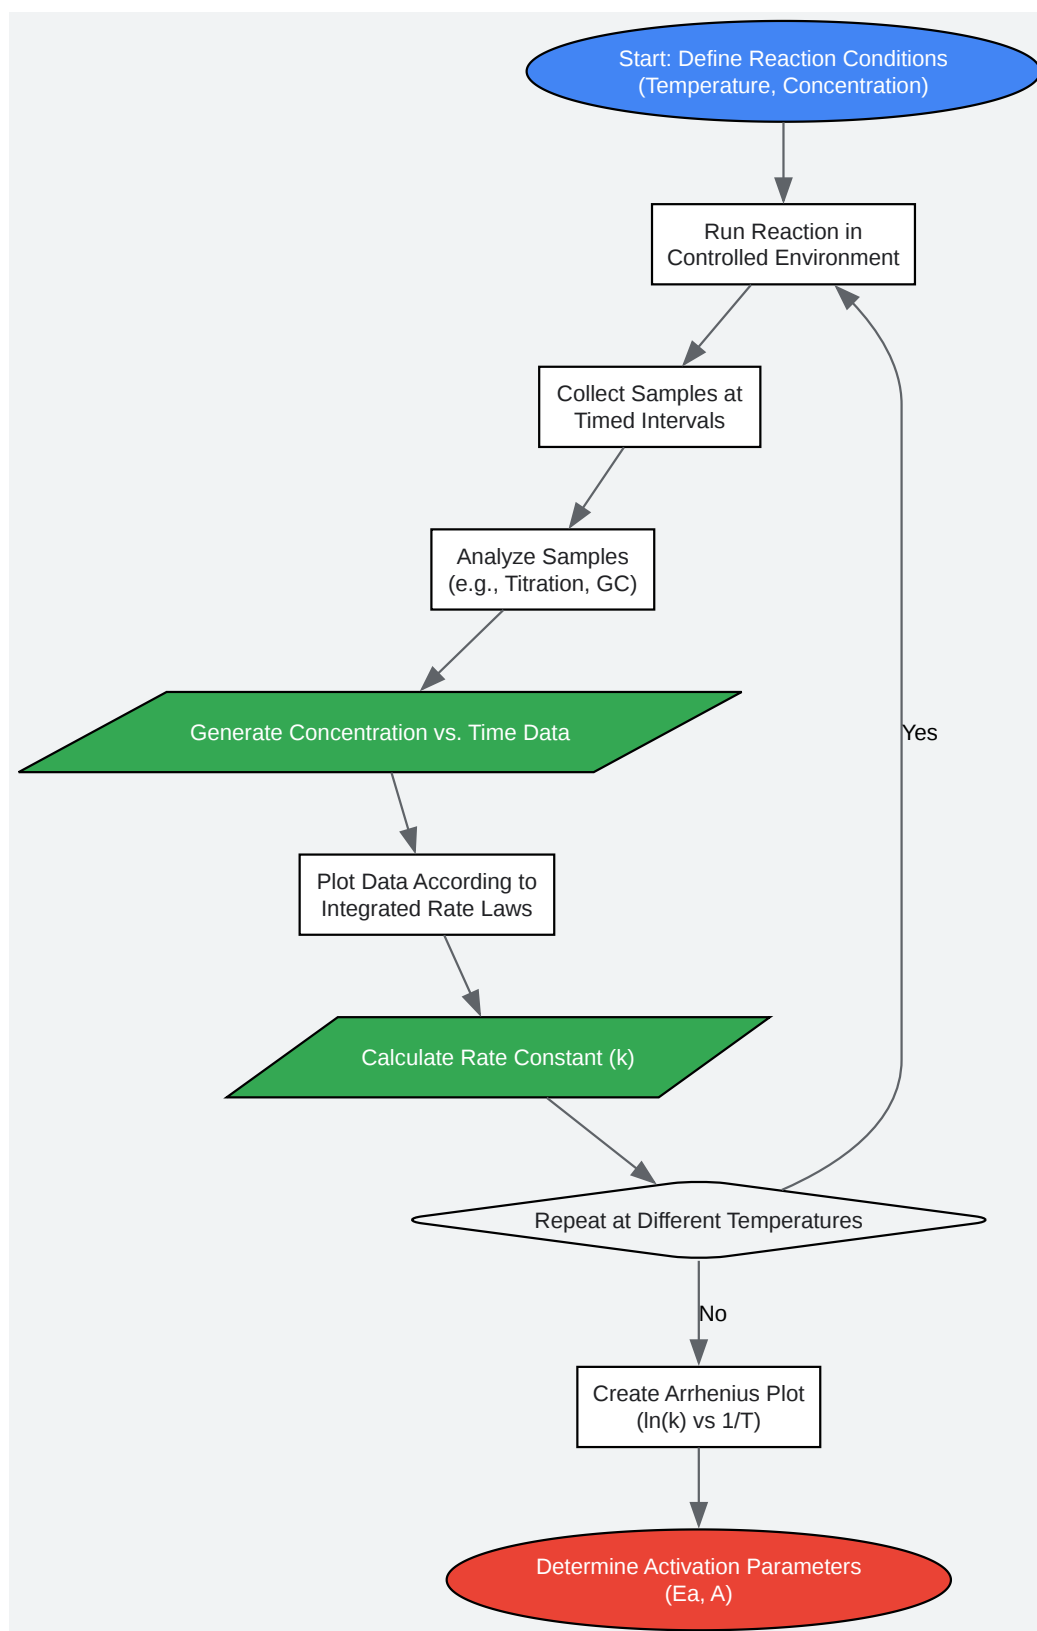 Start: Define Reaction Conditions
(Temperature, Concentration)
Run Reaction in
Controlled Environment
Collect Samples at
Timed Intervals
Analyze Samples
(e.g., Titration, GC)
Generate Concentration vs. Time Data
Yes
Plot Data According to
Integrated Rate Laws
Calculate Rate Constant (k)
Repeat at Different Temperatures
No
Create Arrhenius Plot
(ln(k) vs 1/T)
Determine Activation Parameters
(Ea, A)